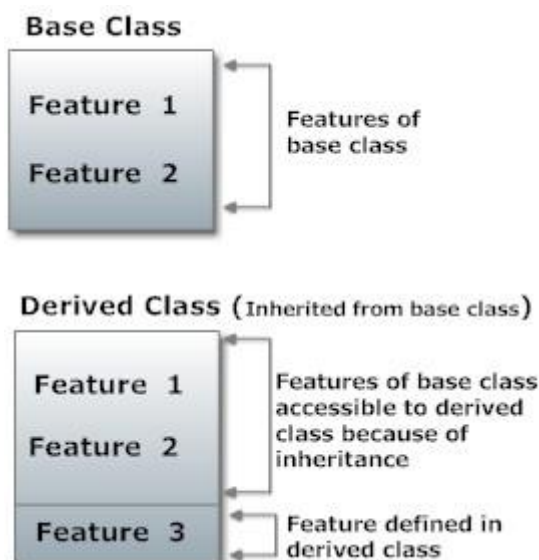 Base Class
Feature 1
Feature 2
Features of
base class
Derived Class (Inherited from base class)
Feature 1
Feature 2
Features of base class
accessible to derived
class because of
inheritance
Feature 3
Feature defined in
derived class